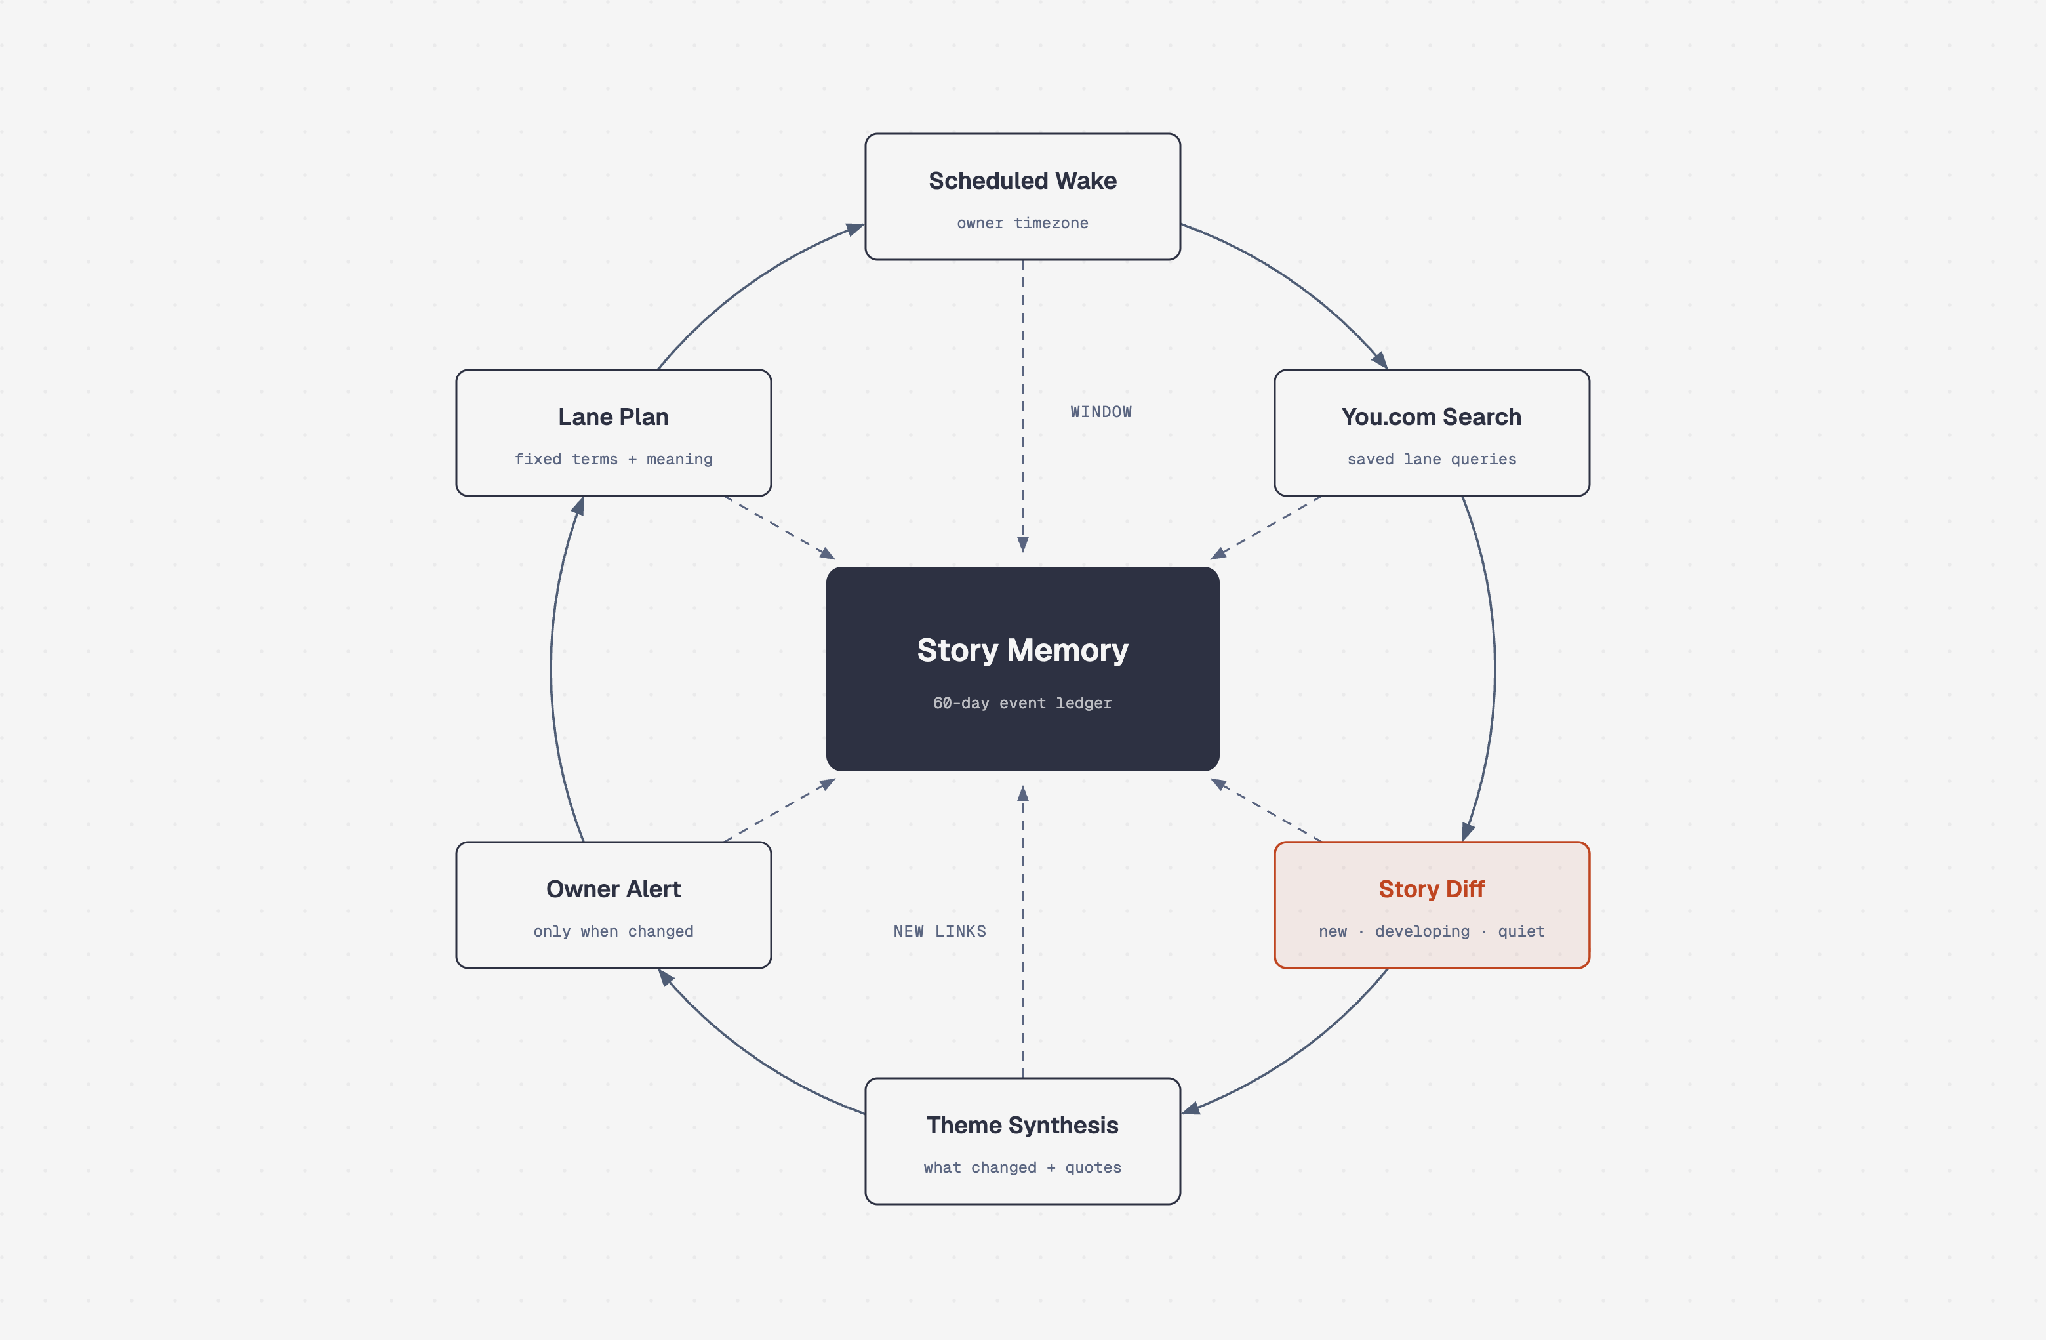 Scheduled Wake
owner timezone
WINDOW
Lane Plan
fixed terms + meaning
You.com Search
saved lane queries
Story Memory
60-day event ledger
Owner Alert
only when changed
NEW LINKS
Story Diff
new · developing · quiet
Theme Synthesis
what changed + quotes